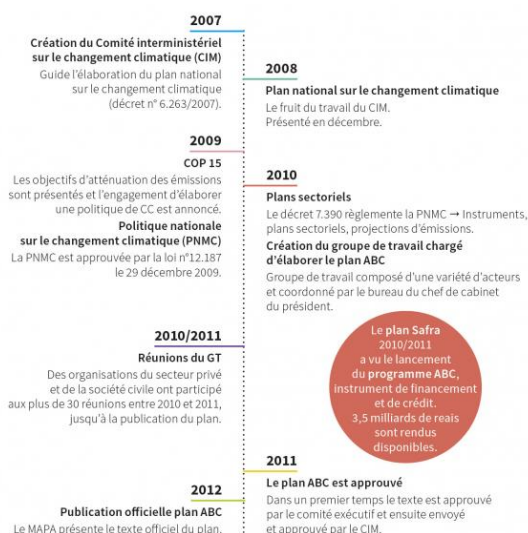 2007
Création du Comité interministériel
sur le changement climatique (CIM)
Guide l'élaboration du plan national
sur le changement climatique
(décret n° 6.263/2007).
2008
Plan national sur le changement climatique
Le fruit du travail du CIM.
Présenté en décembre.
2009
COP 15
Les objectifs d'atténuation des émissions
sont présentés et l'engagement d'élaborer
une politique de CC est annoncé.
Politique nationale
sur le changement climatique (PNMC)
La PNMC est approuvée par la loi n°12.187
le 29 décembre 2009.
2010
Plans sectoriels
Le décret 7.390 règlemente la PNMC → Instruments,
plans sectoriels, projections d'émissions.
Création du groupe de travail chargé
d'élaborer le plan ABC
Groupe de travail composé d'une variété d'acteurs
et coordonné par le bureau du chef de cabinet
du président.
2010/2011
Réunions du GT
Des organisations du secteur privé
et de la société civile ont participé
aux plus de 30 réunions entre 2010 et 2011,
jusqu'à la publication du plan.
Le plan Safra
2010/2011
a vu le lancement
du programme ABC,
instrument de financement
et de crédit.
3,5 milliards de reais
sont rendus
disponibles.
2011
Le plan ABC est approuvé
Dans un premier temps le texte est approuvé
par le comité exécutif et ensuite envoyé
et approuvé par le CIM.
2012
Publication officielle plan ABC
Le MAPA présente le texte officiel du plan.